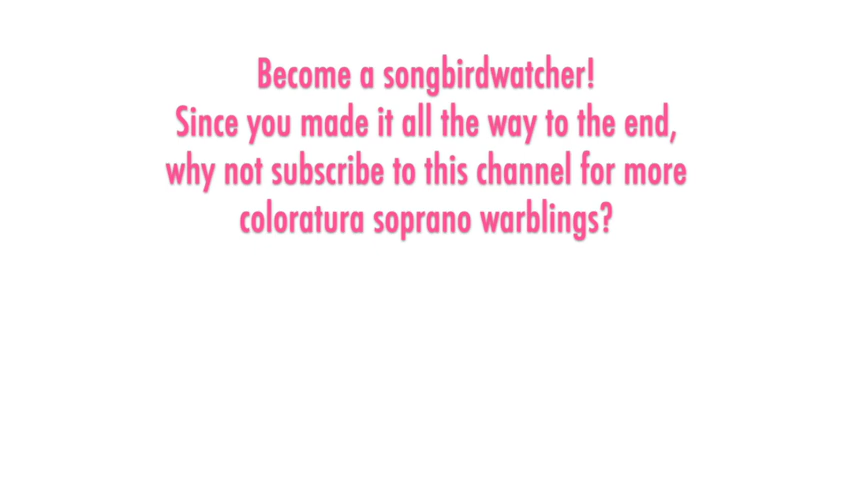 Become a songbirdwatcher!
Since you made it all the way to the end,
why not subscribe to this channel for more
coloratura soprano warblings?